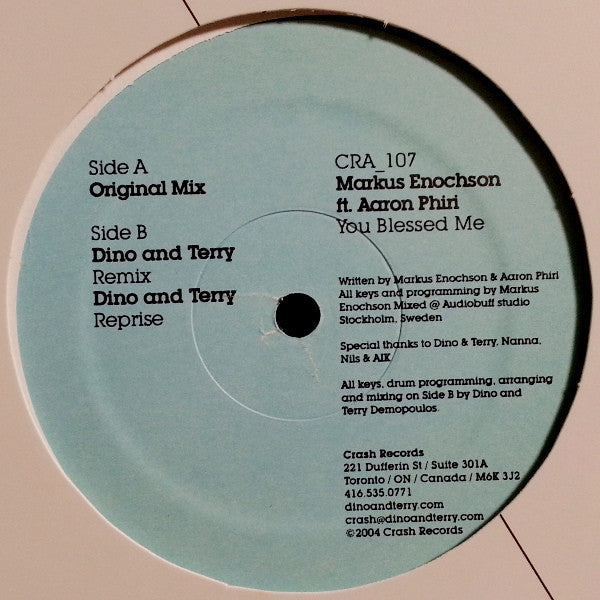 Side A
Original Mix
Side B
Dino and Terry
Remix
Dino and Terry
Reprise
CRA_107
Markus Enochson
ft. Aaron Phiri
You Blessed Me
Written by Markus Enochson & Aaron Phiri
All keys and programming by Markus
Enochson Mixed @ Audiobuff studio
Stockholm, Sweden
Special thanks to Dino & Terry, Nanna,
Nils & AIK
All keys, drum programming, arranging
and mixing on Side B by Dino and
Terry Demopoulos.
Crash Records
221 Dufferin St / Suite 301A
Toronto / ON / Canada / M6K 3J2
416.535.0771
dinoandterry.com
crash@dinoandterry.com
©2004 Crash Records